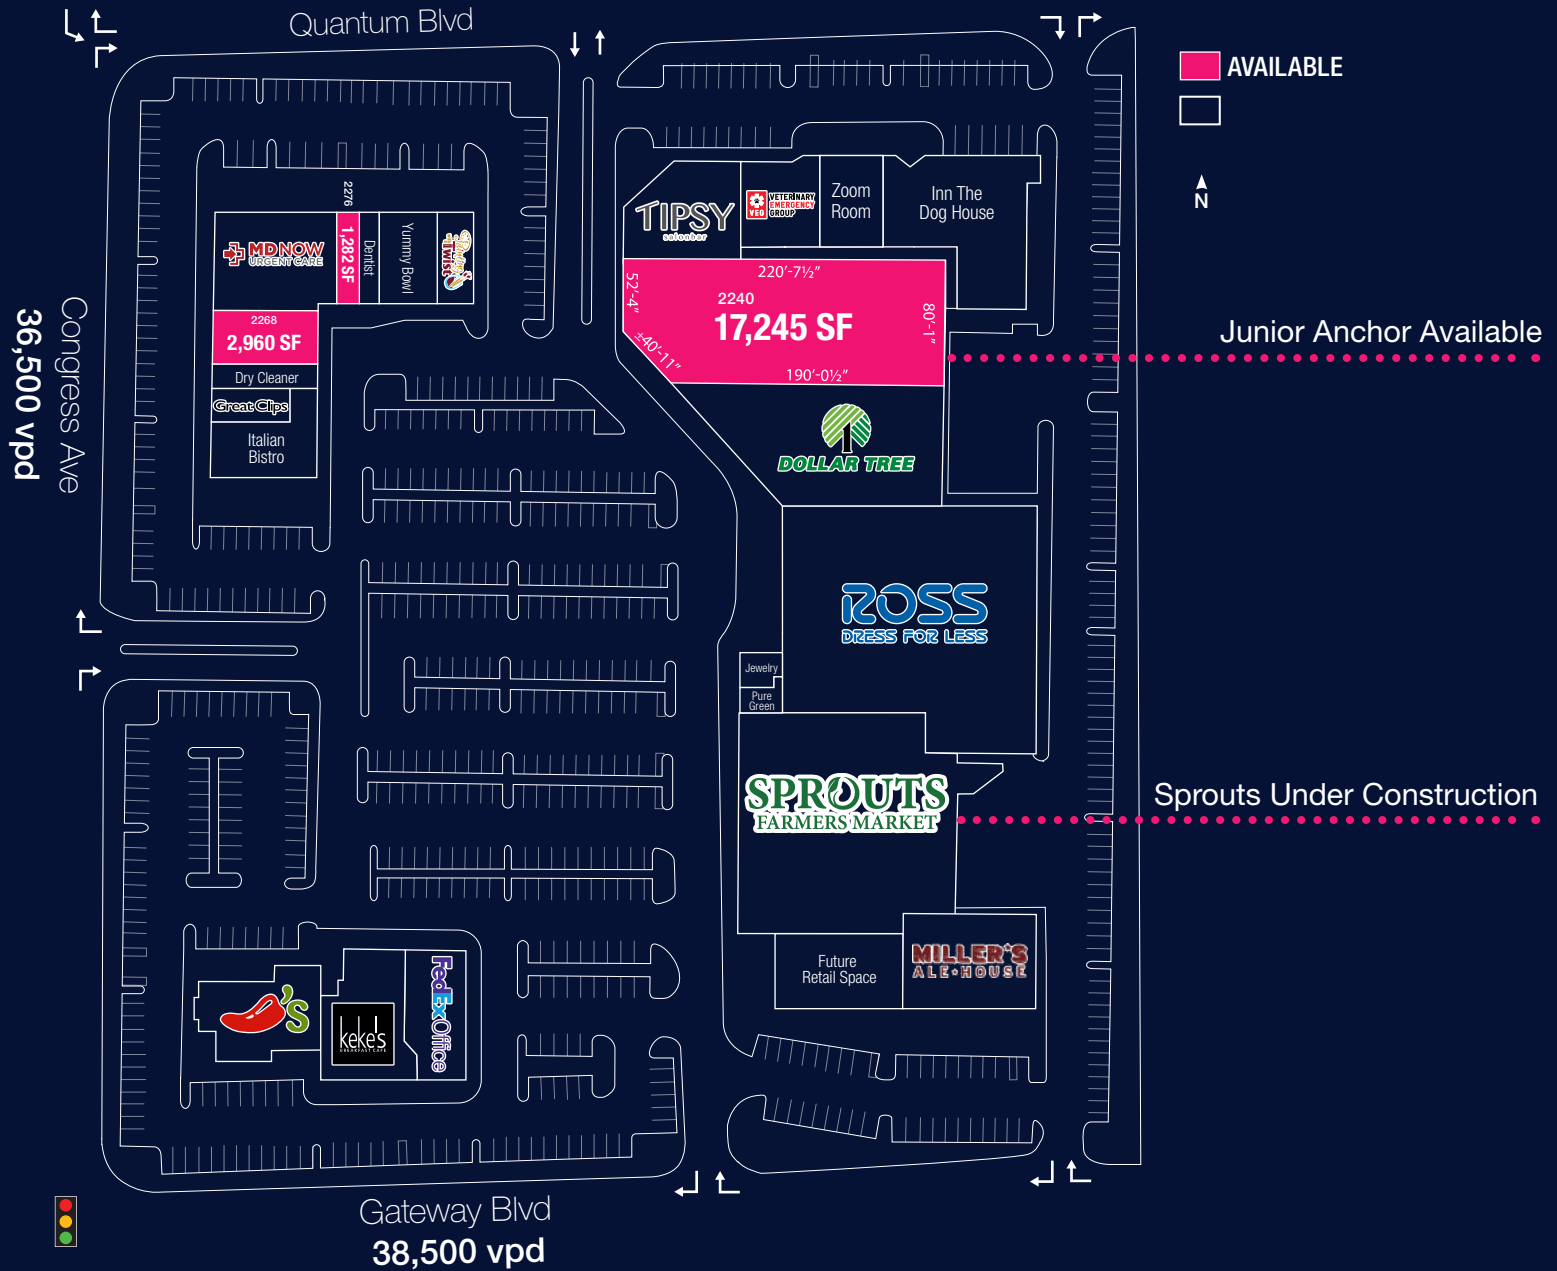 Quantum Blvd
AVAILABLE
N
Congress Ave
36,500 vpd
2276
MD NOW
URGENT CARE
1,282 SF
Dentist
Yummy Bowl
Twist
2268
2,960 SF
Dry Cleaner
Great Clips
Italian
Bistro
TIPSY
salonbar
VEG
VETERINARY
EMERGENCY
GROUP
Zoom
Room
Inn The
Dog House
220'-7½"
52'-4"
2240
17,245 SF
80'-1"
±40'-11"
190'-0½"
Junior Anchor Available
DOLLAR TREE
ROSS
DRESS FOR LESS
Jewelry
Pure
Green
SPROUTS
FARMERS MARKET
Sprouts Under Construction
Future
Retail Space
MILLER'S
ALE★HOUSE
'S
keke's
BREAKFAST CAFE
FedEx Office
Gateway Blvd
38,500 vpd